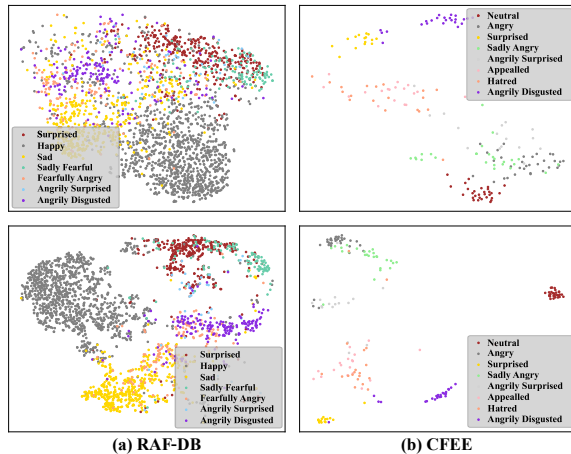 Surprised
Happy
Sad
Sadly Fearful
Fearfully Angry
Angrily Surprised
Angrily Disgusted
Neutral
Angry
Surprised
Sadly Angry
Angrily Surprised
Appealled
Hatred
Angrily Disgusted
Surprised
Happy
Sad
Sadly Fearful
Fearfully Angry
Angrily Surprised
Angrily Disgusted
Neutral
Angry
Surprised
Sadly Angry
Angrily Surprised
Appealled
Hatred
Angrily Disgusted
(a) RAF-DB
(b) CFEE